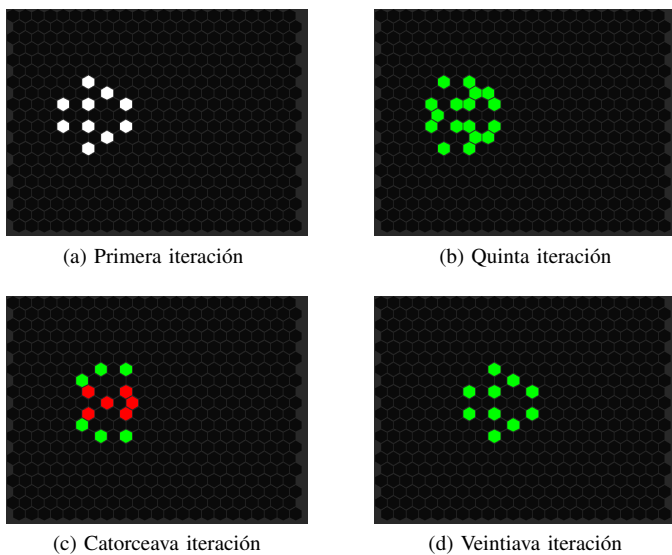 (a) Primera iteración
(b) Quinta iteración
(c) Catorceava iteración
(d) Veintiava iteración